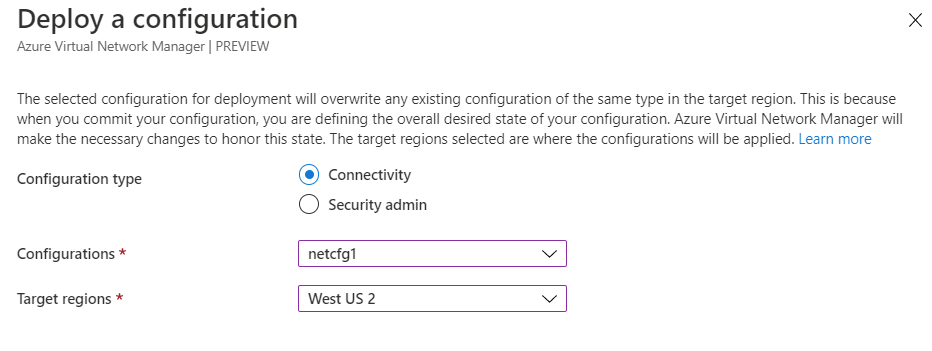 Deploy a configuration
Azure Virtual Network Manager | PREVIEW
The selected configuration for deployment will overwrite any existing configuration of the same type in the target region. This is because
when you commit your configuration, you are defining the overall desired state of your configuration. Azure Virtual Network Manager will
make the necessary changes to honor this state. The target regions selected are where the configurations will be applied. Learn more
Configuration type
Connectivity
Security admin
Configurations *
netcfg1
Target regions *
West US 2